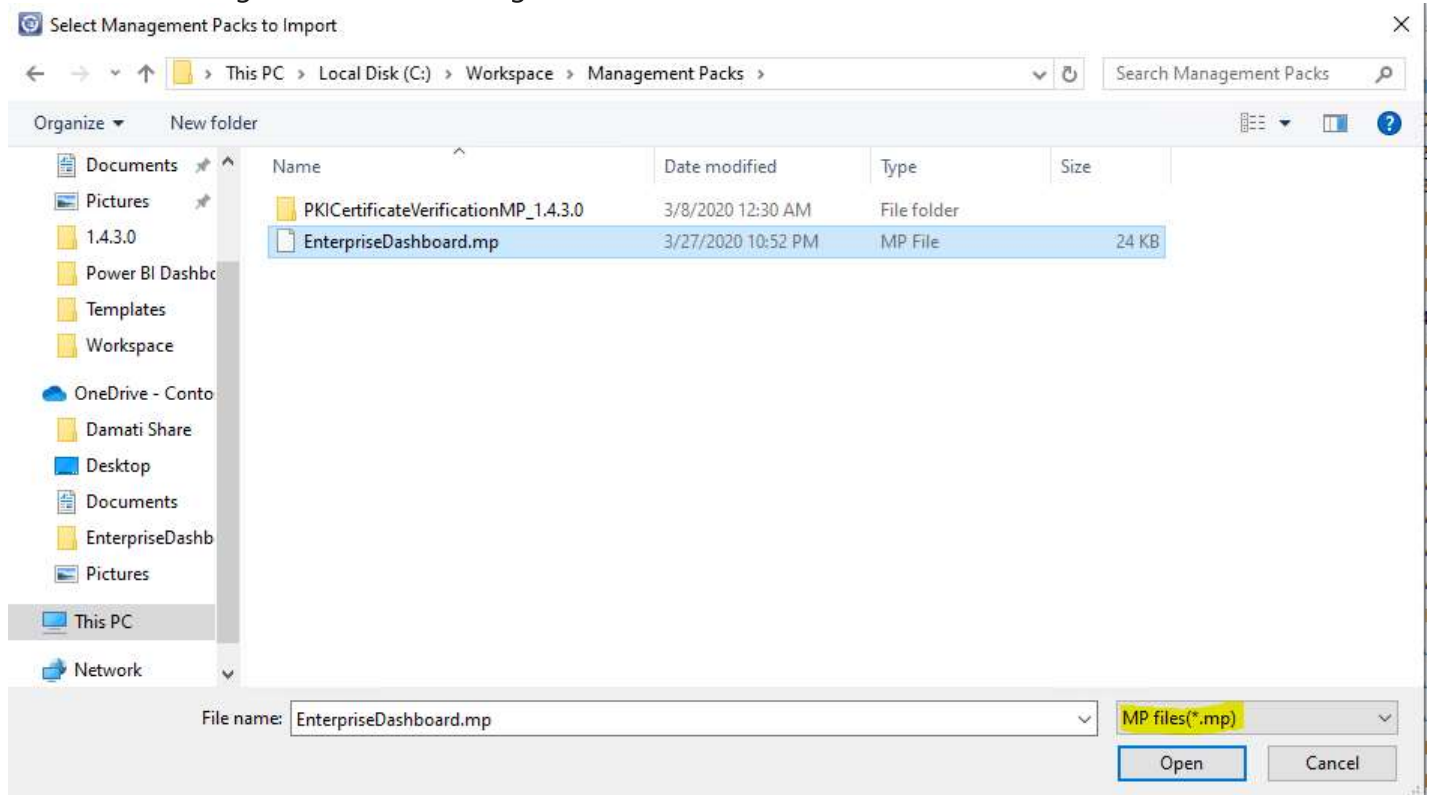 Select Management Packs to Import
This PC > Local Disk (C:) > Workspace > Management Packs >
Search Management Packs
Organize
New folder
Name
Date modified
Type
Size
PKICertificateVerificationMP_1.4.3.0 3/8/2020 12:30 AM File folder
EnterpriseDashboard.mp 3/27/2020 10:52 PM MP File 24 KB
Documents
Pictures
1.4.3.0
Power BI Dashbo
Templates
Workspace
OneDrive - Conto
Damati Share
Desktop
Documents
EnterpriseDashb
Pictures
This PC
Network
File name: EnterpriseDashboard.mp
MP files(*.mp)
Open
Cancel